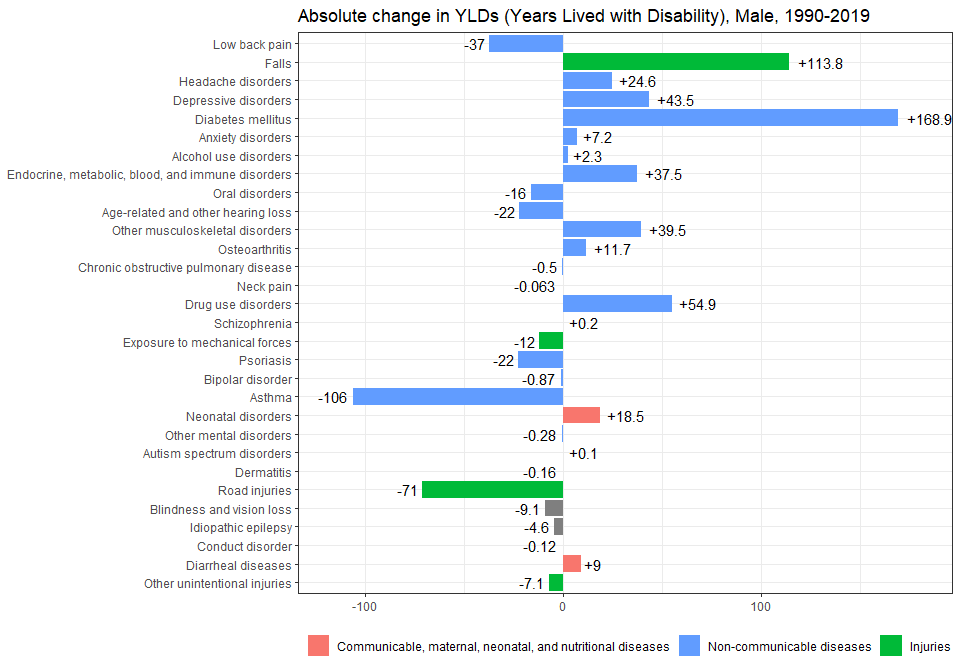 Absolute change in YLDs (Years Lived with Disability), Male, 1990-2019
Low back pain -37
Falls +113.8
Headache disorders +24.6
Depressive disorders +43.5
Diabetes mellitus +168.9
Anxiety disorders +7.2
Alcohol use disorders +2.3
Endocrine, metabolic, blood, and immune disorders +37.5
Oral disorders -16
Age-related and other hearing loss -22
Other musculoskeletal disorders +39.5
Osteoarthritis +11.7
Chronic obstructive pulmonary disease -0.5
Neck pain -0.063
Drug use disorders +54.9
Schizophrenia +0.2
Exposure to mechanical forces -12
Psoriasis -22
Bipolar disorder -0.87
Asthma -106
Neonatal disorders +18.5
Other mental disorders -0.28
Autism spectrum disorders +0.1
Dermatitis -0.16
Road injuries -71
Blindness and vision loss -9.1
Idiopathic epilepsy -4.6
Conduct disorder -0.12
Diarrheal diseases +9
Other unintentional injuries -7.1
-100 0 100
Communicable, maternal, neonatal, and nutritional diseases Non-communicable diseases Injuries